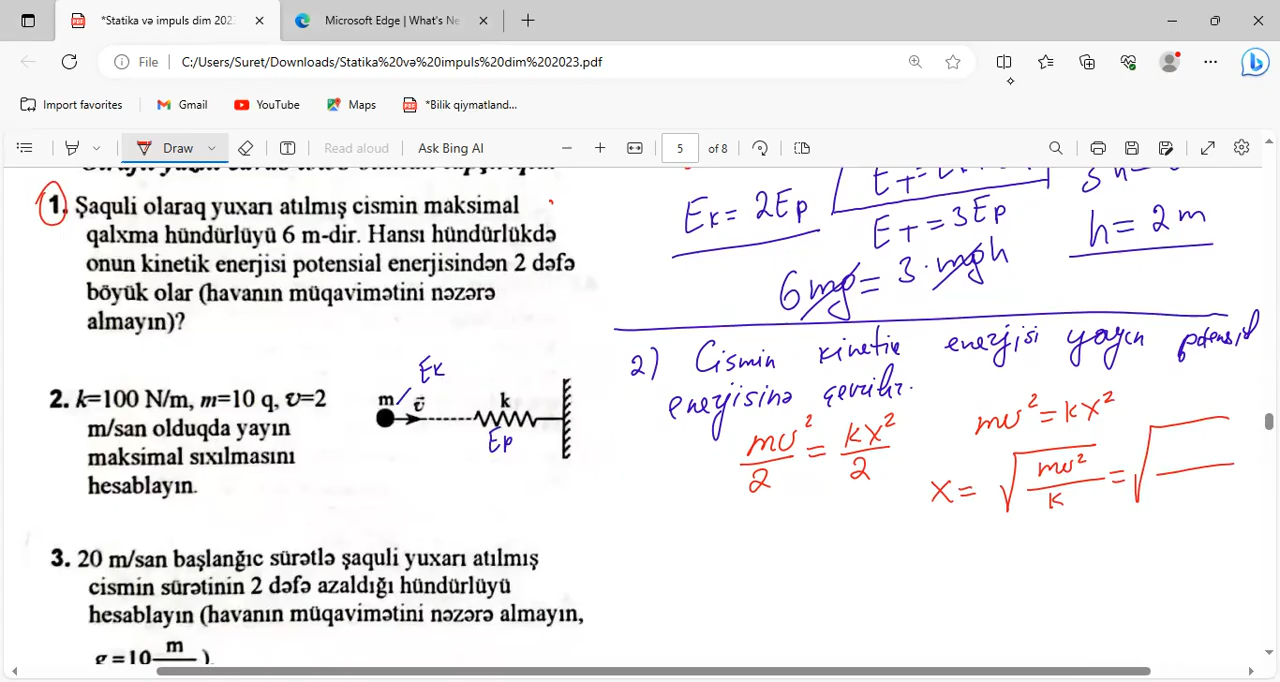 *Statika və impuls dim 202
Microsoft Edge | What's Ne
File
C:/Users/Suret/Downloads/Statika%20və%20impuls%20dim%202023.pdf
Import favorites
Gmail
YouTube
Maps
*Bilik qiymatland...
Draw
Read aloud
Ask Bing AI
5
of 8
1. Şaquli olaraq yuxarı atılmış cismin maksimal
qalxma hündürlüyü 6 m-dir. Hansı hündürlükdə
onun kinetik enerjisi potensial enerjisindən 2 dəfə
böyük olar (havanın müqavimətini nəzərə
almayın)?
Ek = 2Ep
ET = 3Ep
h = 2 m
6mg = 3·mgh
2. k=100 N/m, m=10 q, υ=2
m/san olduqda yayın
maksimal sıxılmasını
hesablayın.
Ek
m
υ⃗
k
Ep
2) Cismin kinetik enerjisi yayın potensial
enerjisinə çevrilir.
mυ²/2 = kx²/2
mυ² = kx²
x = √(mυ²/k) = √
3. 20 m/san başlanğıc sürətlə şaquli yuxarı atılmış
cismin sürətinin 2 dəfə azaldığı hündürlüyü
hesablayın (havanın müqavimətini nəzərə almayın,
g=10 m
).